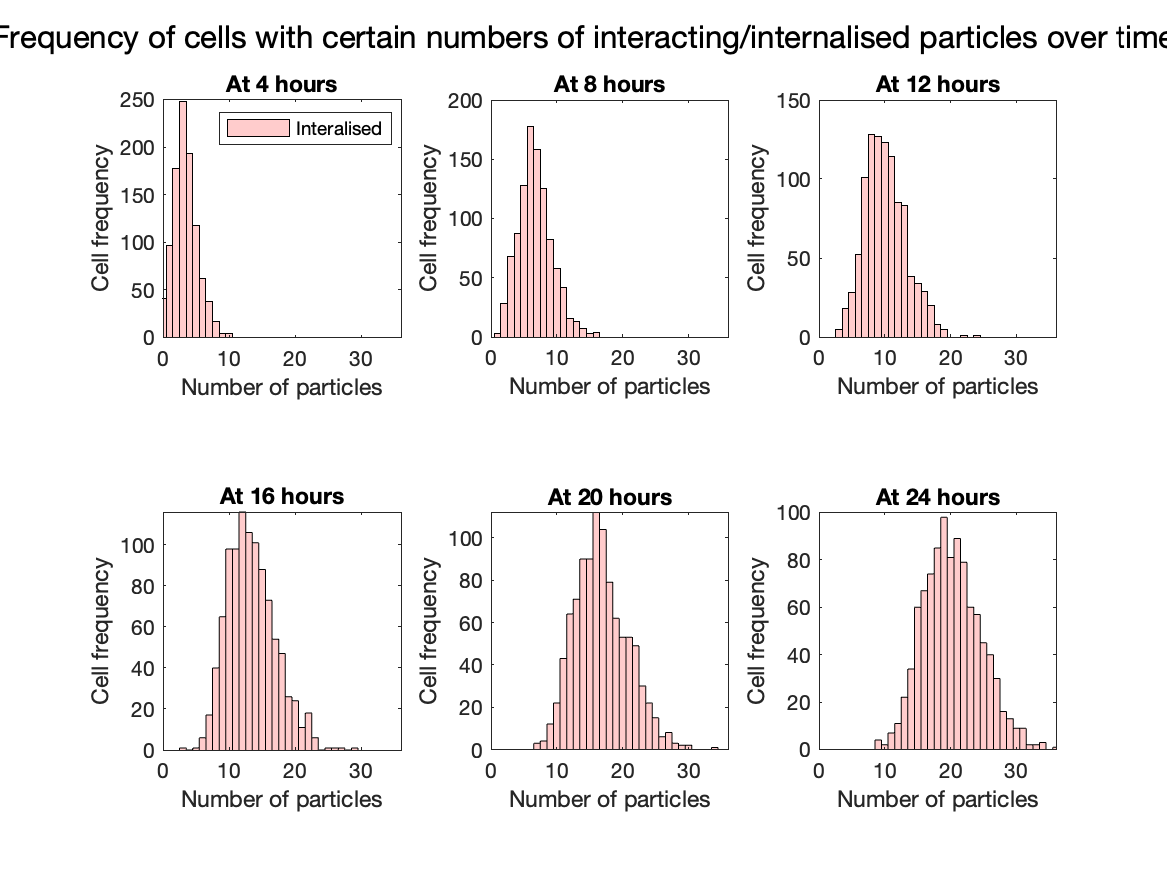 Frequency of cells with certain numbers of interacting/internalised particles over time
At 4 hours
250
200
150
100
50
0
0 10 20 30
Cell frequency
Number of particles
Interalised
At 8 hours
200
150
100
50
0
0 10 20 30
Cell frequency
Number of particles
At 12 hours
150
100
50
0
0 10 20 30
Cell frequency
Number of particles
At 16 hours
100
80
60
40
20
0
0 10 20 30
Cell frequency
Number of particles
At 20 hours
100
80
60
40
20
0
0 10 20 30
Cell frequency
Number of particles
At 24 hours
100
80
60
40
20
0
0 10 20 30
Cell frequency
Number of particles